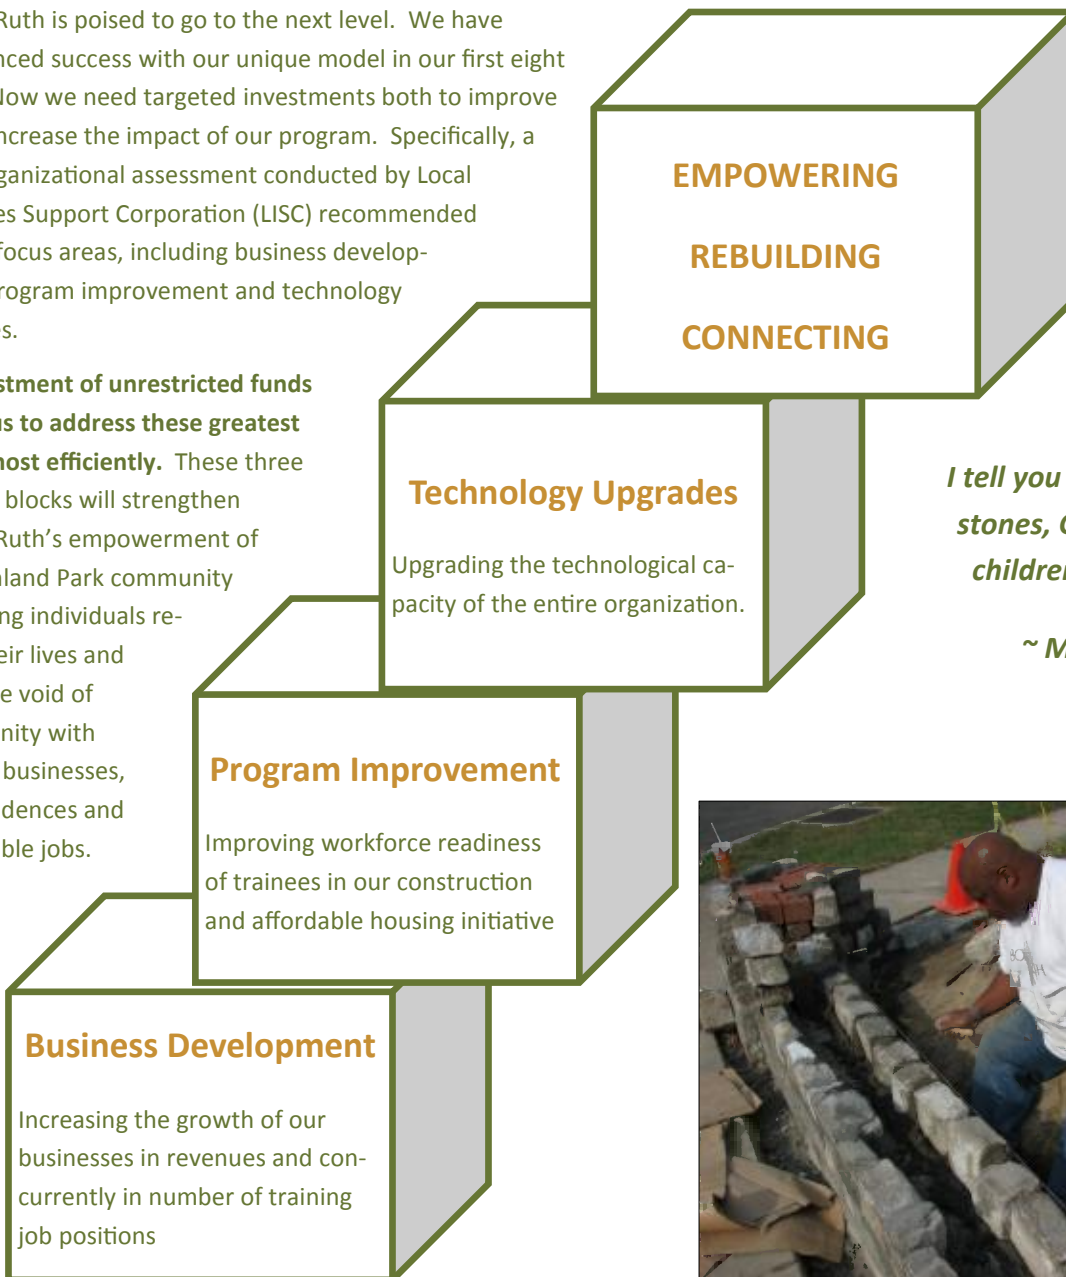 Ruth is poised to go to the next level. We have
nced success with our unique model in our first eight
Now we need targeted investments both to improve
ncrease the impact of our program. Specifically, a
ganizational assessment conducted by Local
es Support Corporation (LISC) recommended
focus areas, including business develop-
rogram improvement and technology
s.
stment of unrestricted funds
us to address these greatest
most efficiently. These three
blocks will strengthen
Ruth’s empowerment of
land Park community
ng individuals re-
eir lives and
e void of
nity with
businesses,
dences and
ble jobs.
EMPOWERING
REBUILDING
CONNECTING
Technology Upgrades
Upgrading the technological ca-
pacity of the entire organization.
Program Improvement
Improving workforce readiness
of trainees in our construction
and affordable housing initiative
Business Development
Increasing the growth of our
businesses in revenues and con-
currently in number of training
job positions
I tell you
stones, G
children
~ M